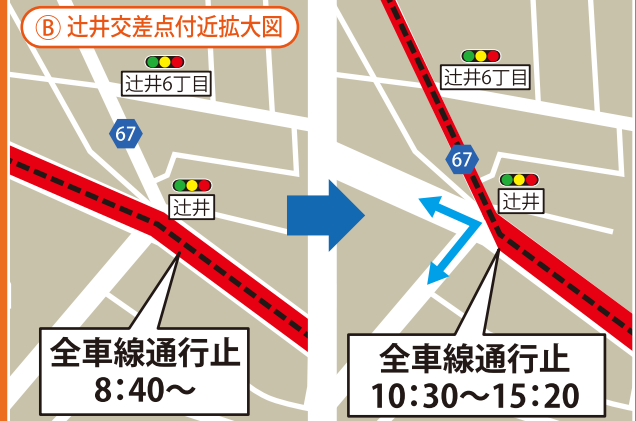 Ⓑ 辻井交差点付近拡大図
辻井6丁目
67
辻井
全車線通行止
8:40〜
辻井6丁目
67
辻井
全車線通行止
10:30〜15:20